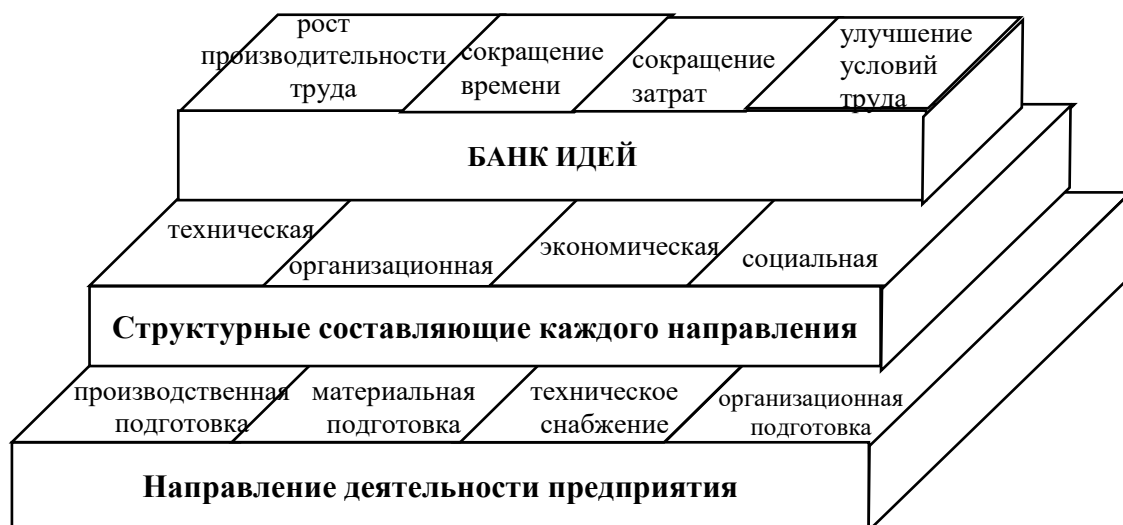 рост
производительности
труда
сокращение
времени
сокращение
затрат
улучшение
условий
труда
БАНК ИДЕЙ
техническая
организационная
экономическая
социальная
Структурные составляющие каждого направления
производственная
подготовка
материальная
подготовка
техническое
снабжение
организационная
подготовка
Направление деятельности предприятия